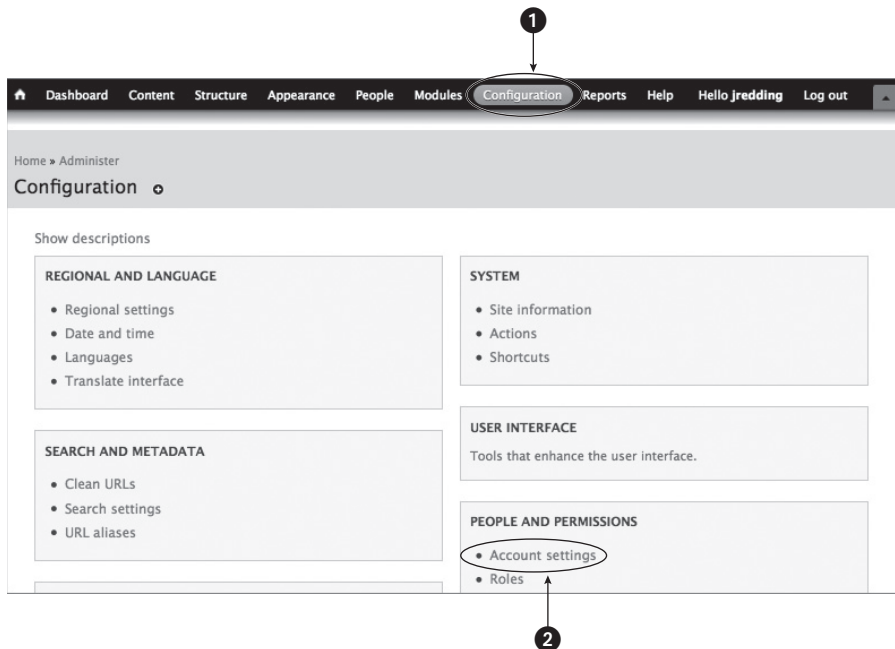 1
Dashboard Content Structure Appearance People Modules Configuration Reports Help Hello jredding Log out
Home » Administer
Configuration
Show descriptions
REGIONAL AND LANGUAGE
• Regional settings
• Date and time
• Languages
• Translate interface
SEARCH AND METADATA
• Clean URLs
• Search settings
• URL aliases
SYSTEM
• Site information
• Actions
• Shortcuts
USER INTERFACE
Tools that enhance the user interface.
PEOPLE AND PERMISSIONS
• Account settings
• Roles
2